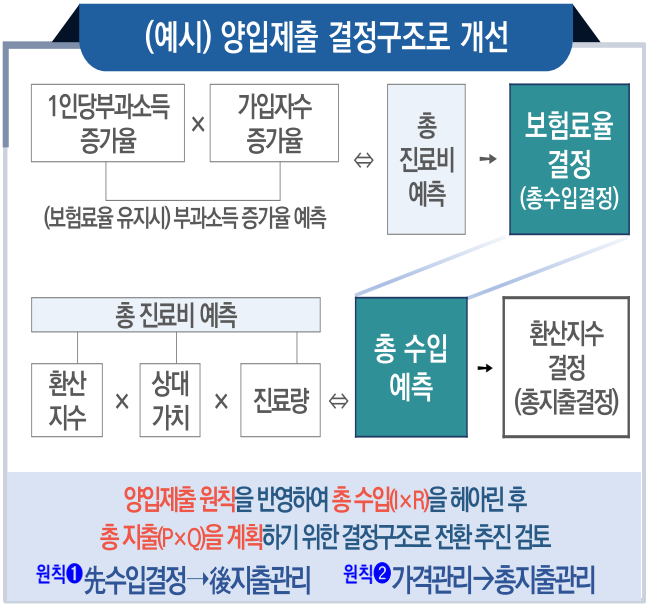 (예시) 양입제출 결정구조로 개선
1인당부과소득
증가율
×
가입자수
증가율
⇔
총
진료비
예측
→
보험료율
결정
(총수입결정)
(보험료율 유지시) 부과소득 증가율 예측
총 진료비 예측
환산
지수
×
상대
가치
×
진료량
⇔
총 수입
예측
→
환산지수
결정
(총지출결정)
양입제출 원칙을 반영하여 총 수입(I×R)을 헤아린 후
총 지출(P×Q)을 계획하기 위한 결정구조로 전환 추진 검토
원칙❶ 先수입결정→後지출관리 원칙❷ 가격관리→총지출관리